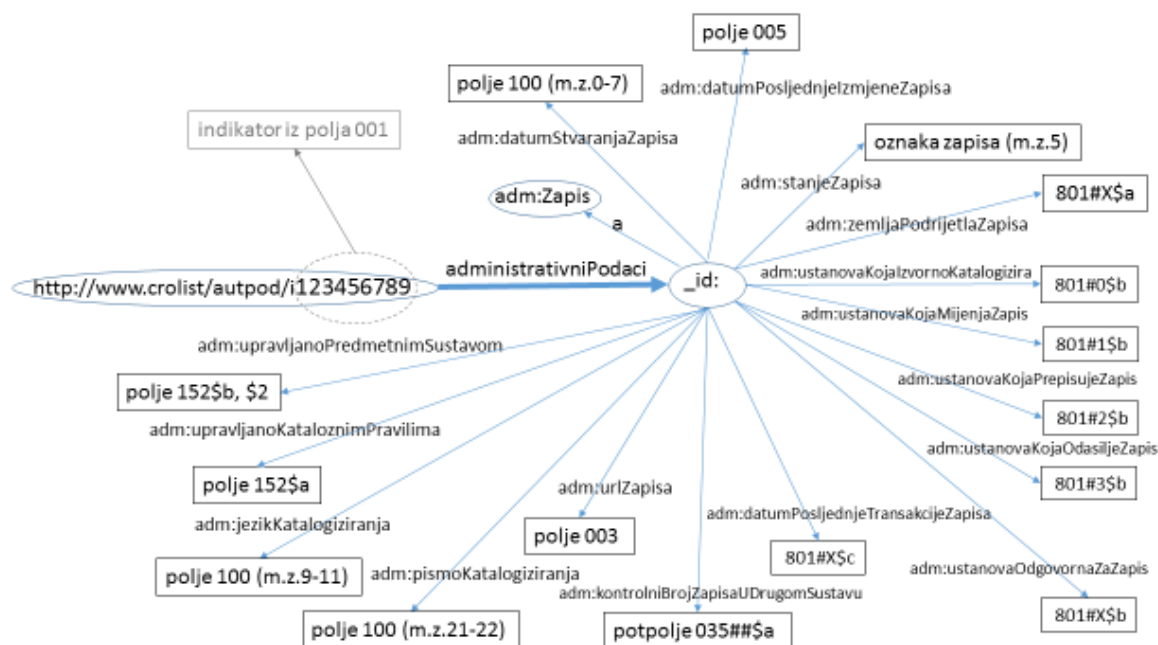 polje 005
polje 100 (m.z.0-7)
adm:datumPosljednjeIzmjeneZapisa
indikator iz polja 001
adm:datumStvaranjaZapisa
oznaka zapisa (m.z.5)
adm:stanjeZapisa
801#X$a
adm:Zapis
a
adm:zemljaPodrijetlaZapisa
administrativniPodaci
adm:ustanovaKojaIzvornoKatalogizira
801#0$b
http://www.crolist/autpod/i123456789
_id:
adm:ustanovaKojaMijenjaZapis
801#1$b
adm:upravljanoPredmetnimSustavom
adm:ustanovaKojaPrepisujeZapis
polje 152$b, $2
801#2$b
adm:upravljanoKataloznimPravilima
adm:ustanovaKojaOdasiljeZapis
polje 152$a
801#3$b
adm:urlZapisa
adm:datumPosljednjeTransakcijeZapisa
adm:jezikKatalogiziranja
polje 003
801#X$c
polje 100 (m.z.9-11)
adm:pismoKatalogiziranja
adm:ustanovaOdgovornaZaZapis
adm:kontrolniBrojZapisaUDrugomSustavu
801#X$b
polje 100 (m.z.21-22)
potpolje 035##$a